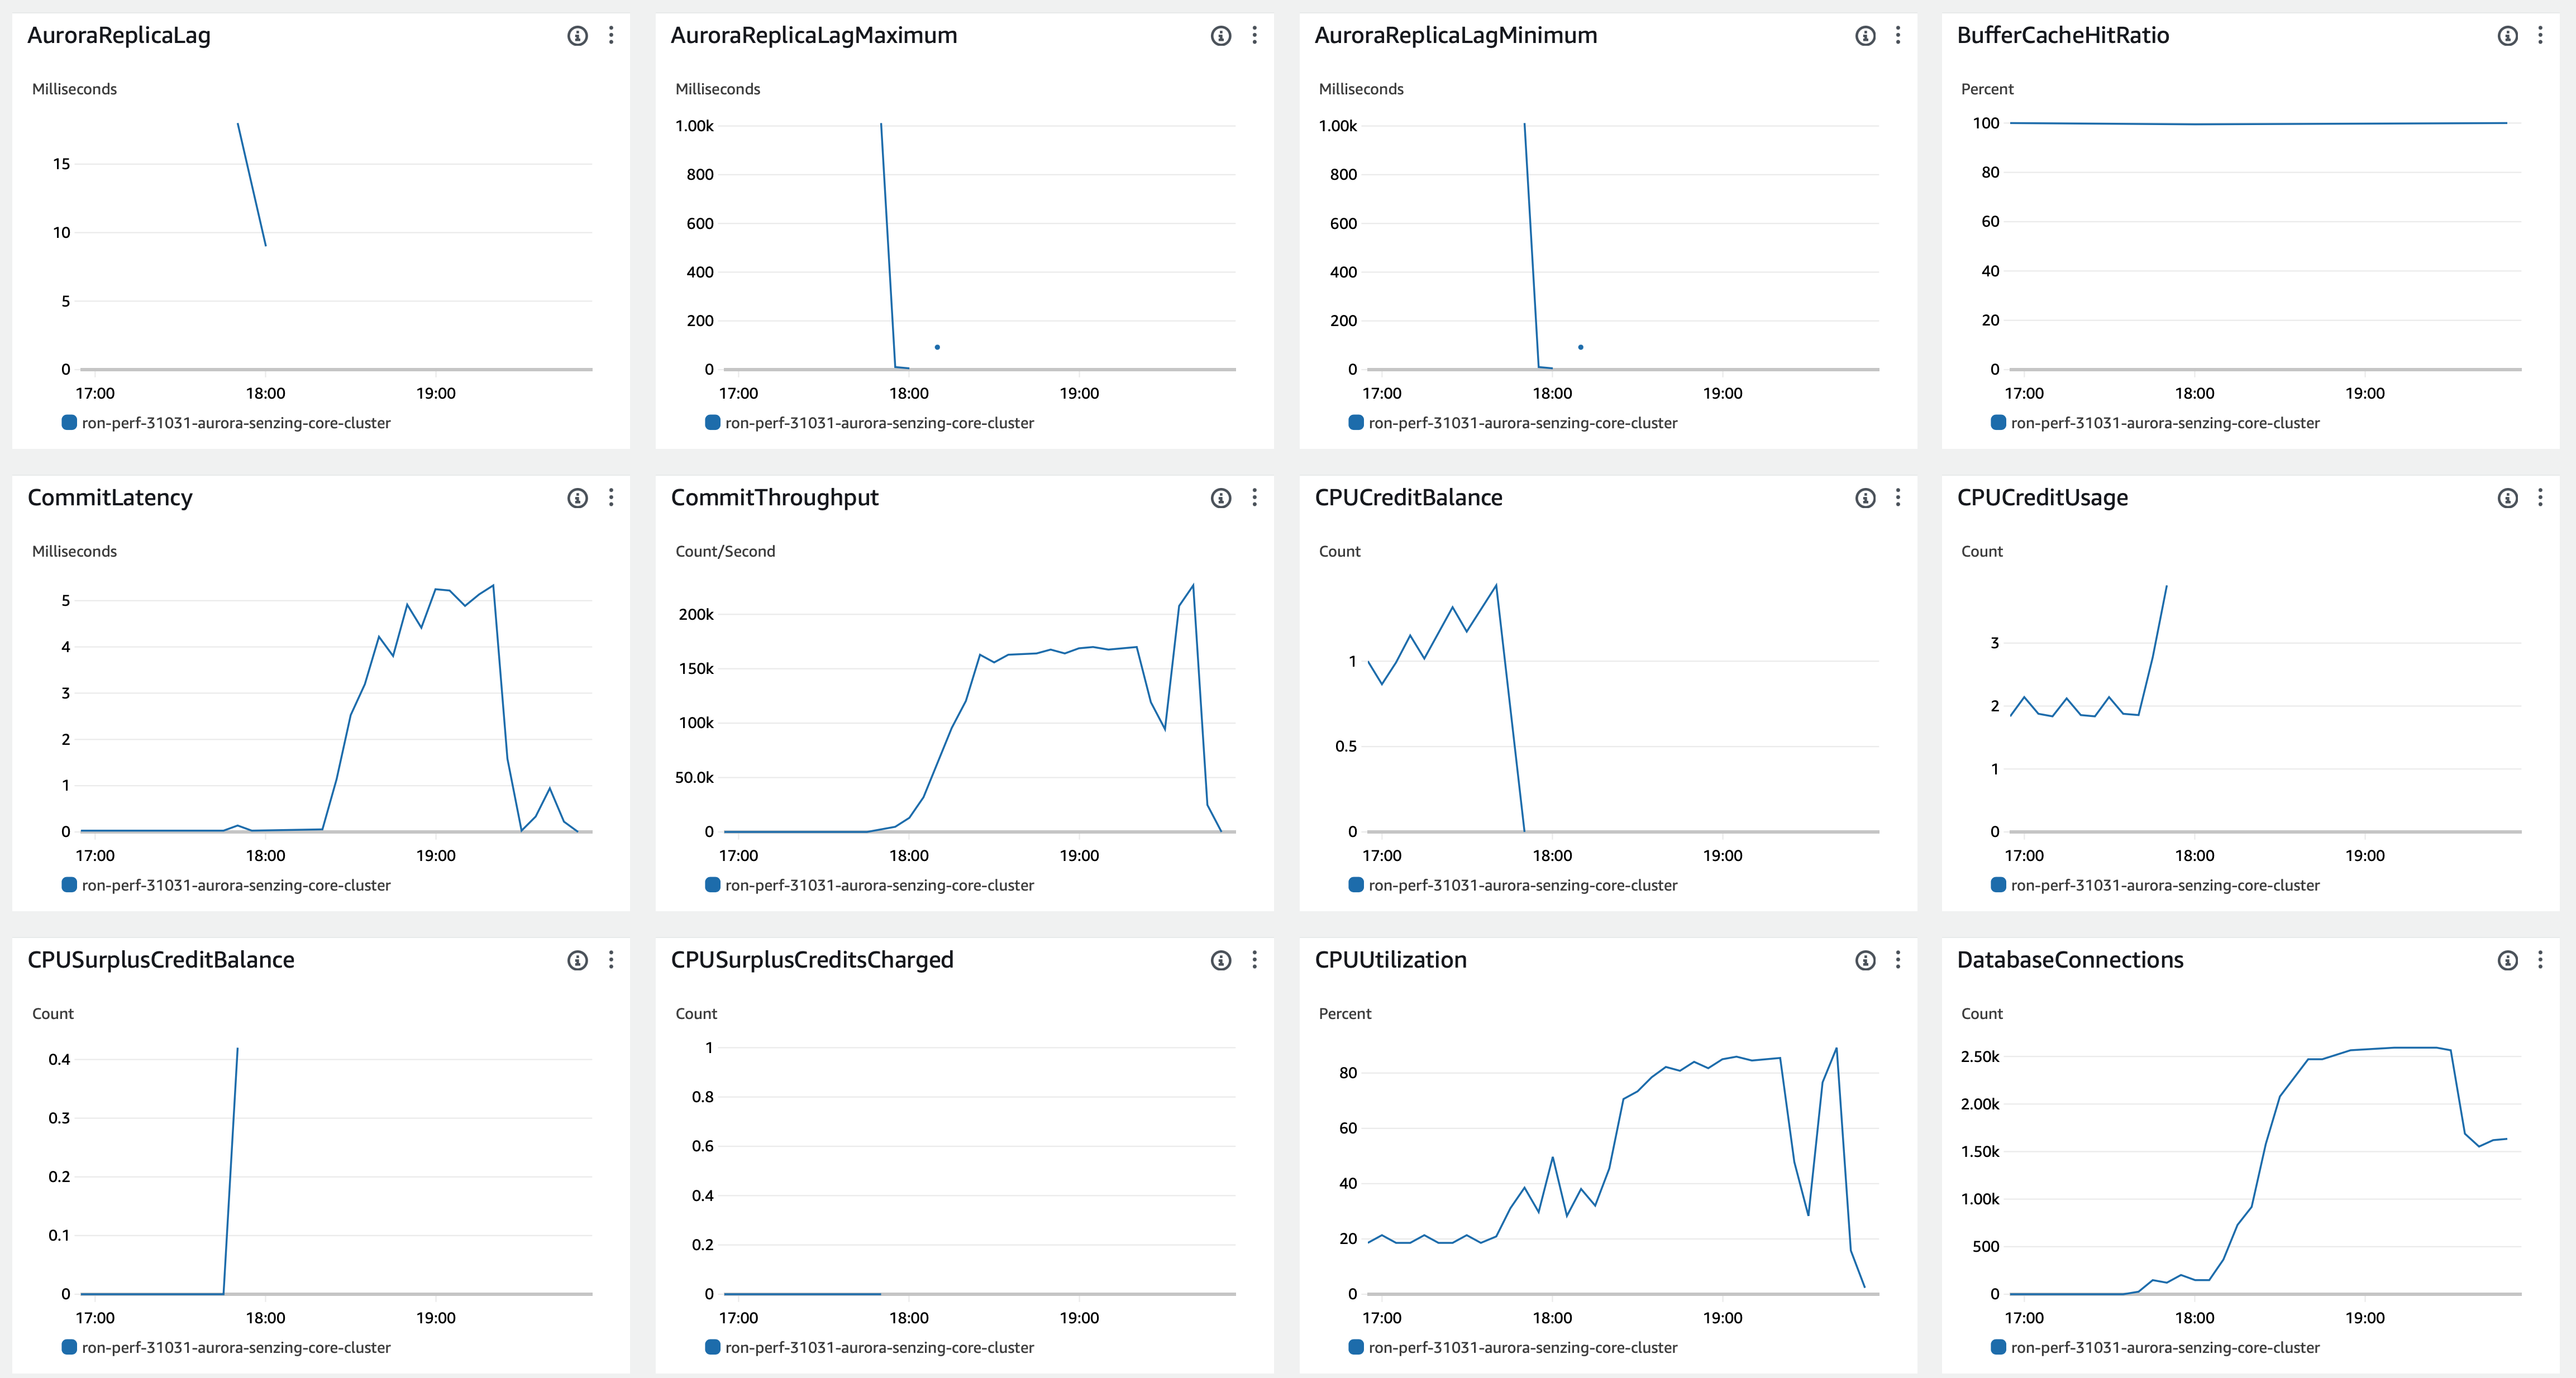 AuroraReplicaLag
Milliseconds
15
10
5
0
17:00 18:00 19:00
ron-perf-31031-aurora-senzing-core-cluster
AuroraReplicaLagMaximum
Milliseconds
1.00k
800
600
400
200
0
17:00 18:00 19:00
ron-perf-31031-aurora-senzing-core-cluster
AuroraReplicaLagMinimum
Milliseconds
1.00k
800
600
400
200
0
17:00 18:00 19:00
ron-perf-31031-aurora-senzing-core-cluster
BufferCacheHitRatio
Percent
100
80
60
40
20
0
17:00 18:00 19:00
ron-perf-31031-aurora-senzing-core-cluster
CommitLatency
Milliseconds
5
4
3
2
1
0
17:00 18:00 19:00
ron-perf-31031-aurora-senzing-core-cluster
CommitThroughput
Count/Second
200k
150k
100k
50.0k
0
17:00 18:00 19:00
ron-perf-31031-aurora-senzing-core-cluster
CPUCreditBalance
Count
1
0.5
0
17:00 18:00 19:00
ron-perf-31031-aurora-senzing-core-cluster
CPUCreditUsage
Count
3
2
1
0
17:00 18:00 19:00
ron-perf-31031-aurora-senzing-core-cluster
CPUSurplusCreditBalance
Count
0.4
0.3
0.2
0.1
0
17:00 18:00 19:00
ron-perf-31031-aurora-senzing-core-cluster
CPUSurplusCreditsCharged
Count
1
0.8
0.6
0.4
0.2
0
17:00 18:00 19:00
ron-perf-31031-aurora-senzing-core-cluster
CPUUtilization
Percent
80
60
40
20
0
17:00 18:00 19:00
ron-perf-31031-aurora-senzing-core-cluster
DatabaseConnections
Count
2.50k
2.00k
1.50k
1.00k
500
0
17:00 18:00 19:00
ron-perf-31031-aurora-senzing-core-cluster